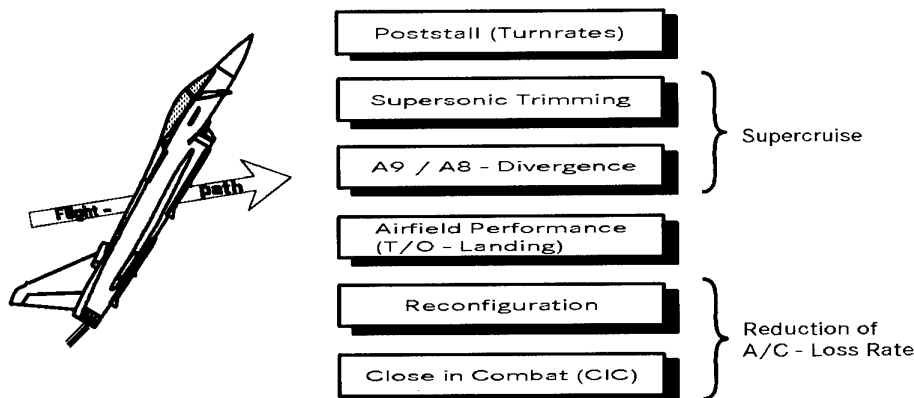 Poststall (Turnrates)
Supersonic Trimming
A9 / A8 - Divergence
Supercruise
Flight - path
Airfield Performance
(T/O - Landing)
Reconfiguration
Close in Combat (CIC)
Reduction of
A/C - Loss Rate